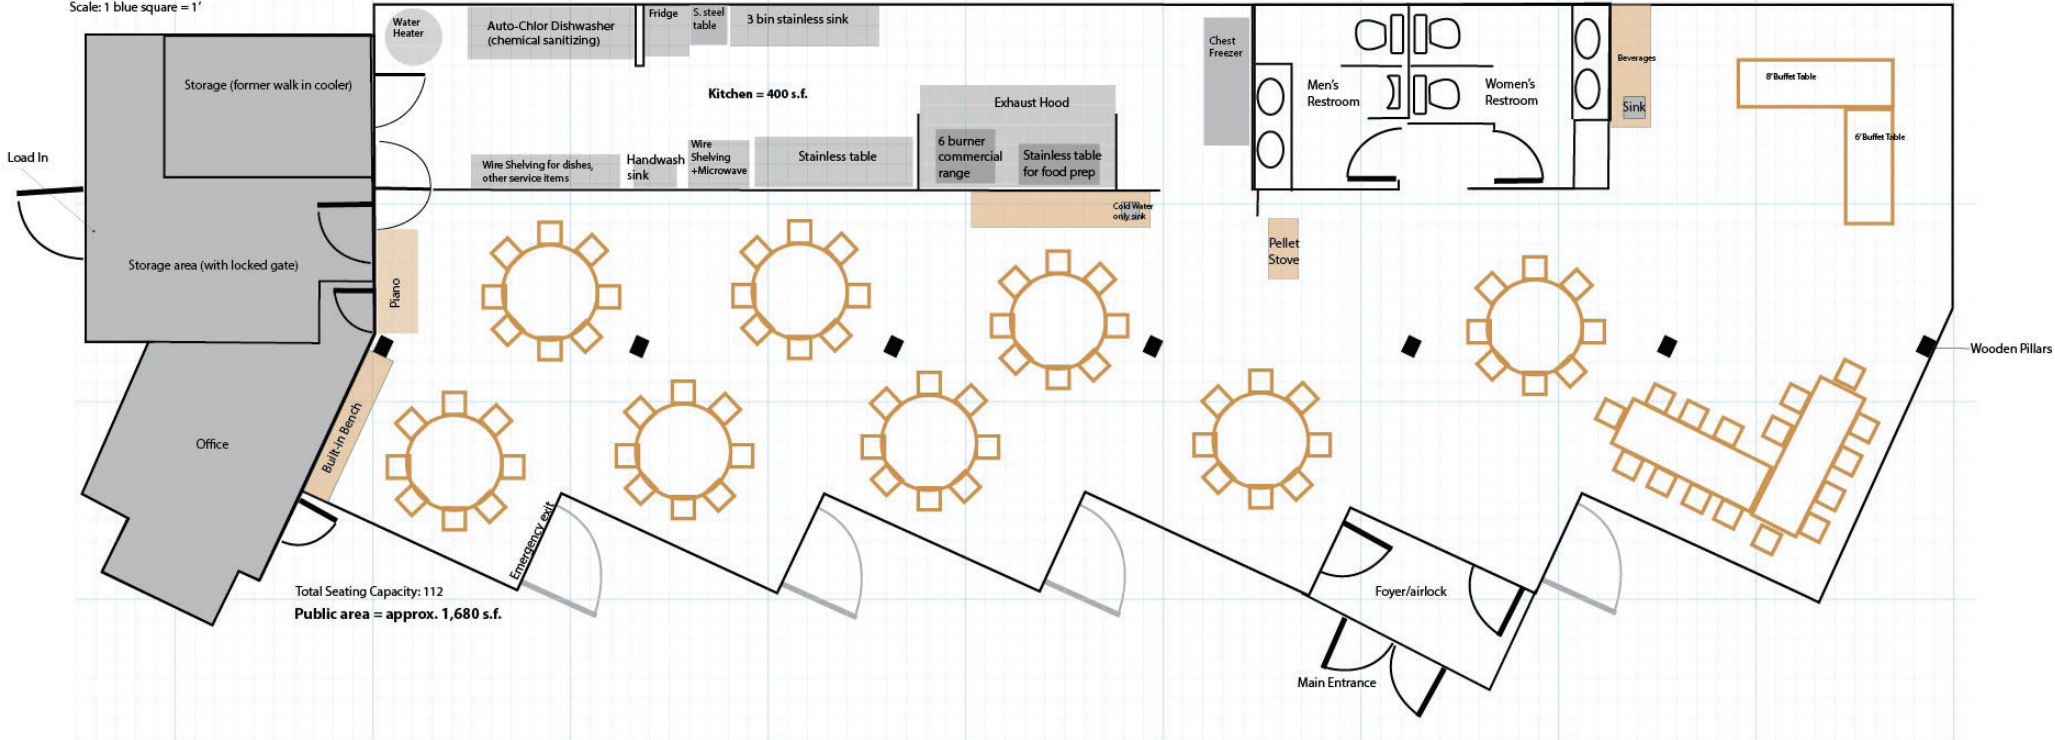 Scale: 1 blue square = 1'
Water
Heater
Auto-Chlor Dishwasher
(chemical sanitizing)
Fridge
S. steel
table
3 bin stainless sink
Chest
Freezer
Men's
Restroom
Women's
Restroom
Beverages
Sink
8'Buffet Table
6'Buffet Table
Storage (former walk in cooler)
Kitchen = 400 s.f.
Exhaust Hood
6 burner
commercial
range
Stainless table
for food prep
Load In
Wire Shelving for dishes,
other service items
Handwash
sink
Wire
Shelving
+Microwave
Stainless table
Cold Water
only sink
Pellet
Stove
Storage area (with locked gate)
Piano
Wooden Pillars
Office
Built-in Bench
Emergency exit
Total Seating Capacity: 112
Public area = approx. 1,680 s.f.
Foyer/airlock
Main Entrance